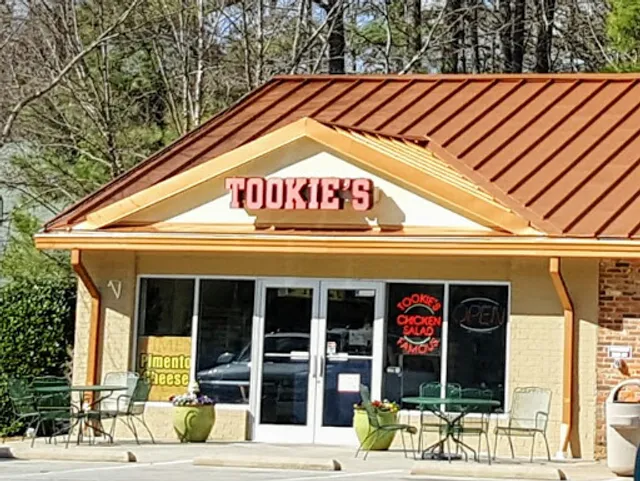 TOOKIE'S
TOOKIE'S
CHICKEN
SALAD
FAMOUS
OPEN
Pimento
Cheese